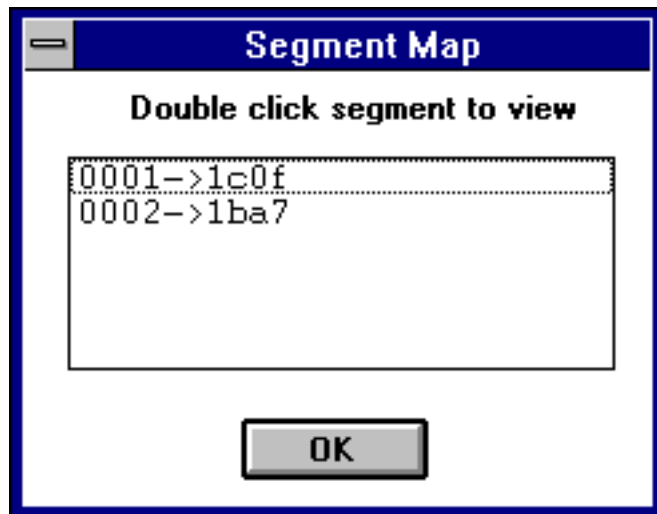 Segment Map
Double click segment to view
0001->1c0f
0002->1ba7
OK